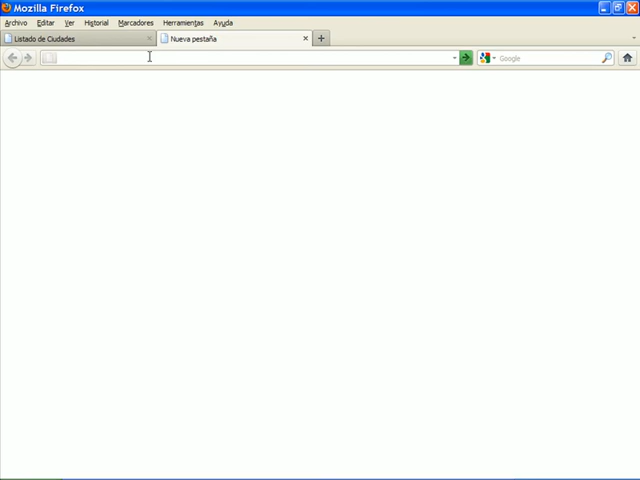 Mozilla Firefox
Archivo Editar Ver Historial Marcadores Herramientas Ayuda
Listado de Ciudades Nueva pestaña
Google